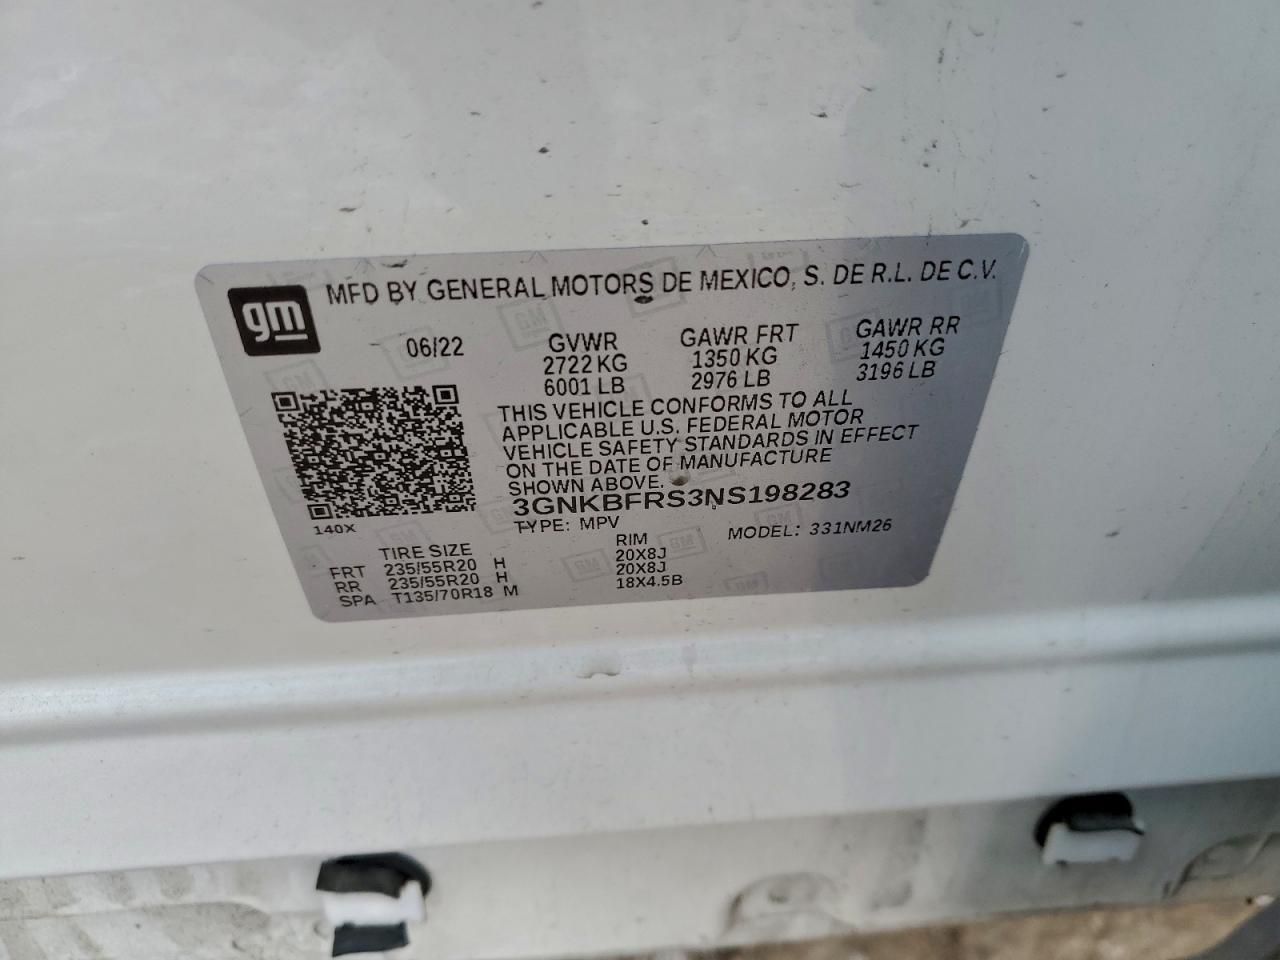 gm
MFD BY GENERAL MOTORS DE MEXICO, S. DE R.L. DE C.V.
06/22
GVWR
2722 KG
6001 LB
GAWR FRT
1350 KG
2976 LB
GAWR RR
1450 KG
3196 LB
THIS VEHICLE CONFORMS TO ALL
APPLICABLE U.S. FEDERAL MOTOR
VEHICLE SAFETY STANDARDS IN EFFECT
ON THE DATE OF MANUFACTURE
SHOWN ABOVE.
3GNKBFRS3NS198283
140X
TYPE: MPV
MODEL: 331NM26
TIRE SIZE RIM
FRT 235/55R20 H 20X8J
RR 235/55R20 H 20X8J
SPA T135/70R18 M 18X4.5B